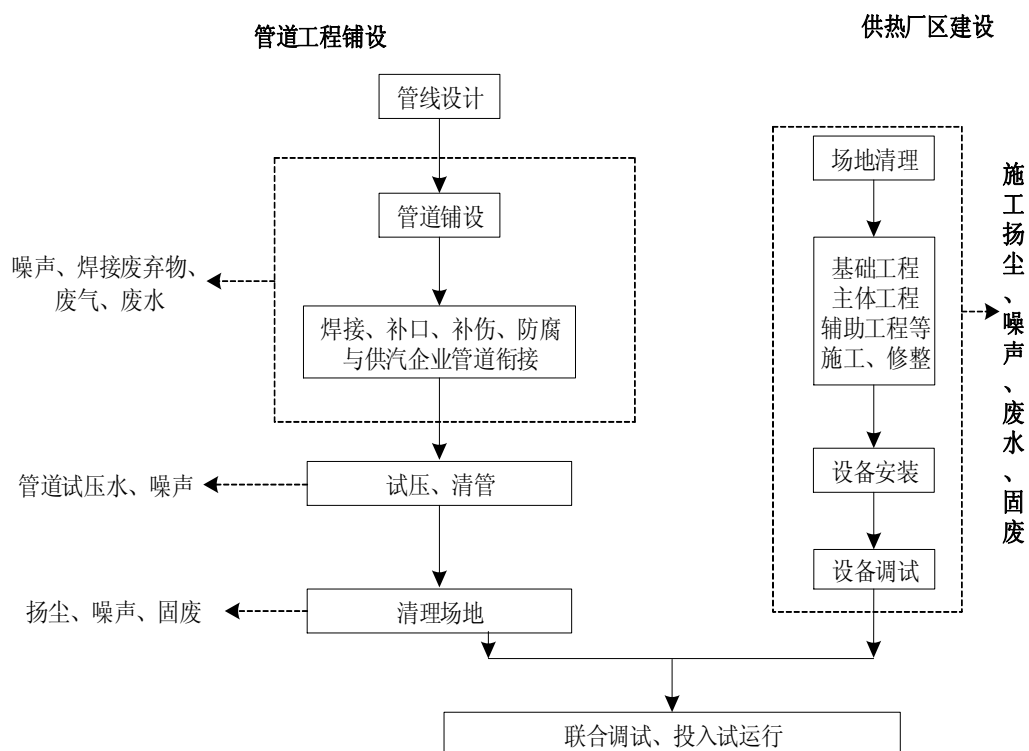 管道工程铺设
供热厂区建设
管线设计
管道铺设
噪声、焊接废弃物、
废气、废水
焊接、补口、补伤、防腐
与供汽企业管道衔接
管道试压水、噪声
试压、清管
扬尘、噪声、固废
清理场地
场地清理
基础工程
主体工程
辅助工程等
施工、修整
设备安装
设备调试
施工扬尘、噪声、废水、固废
联合调试、投入试运行